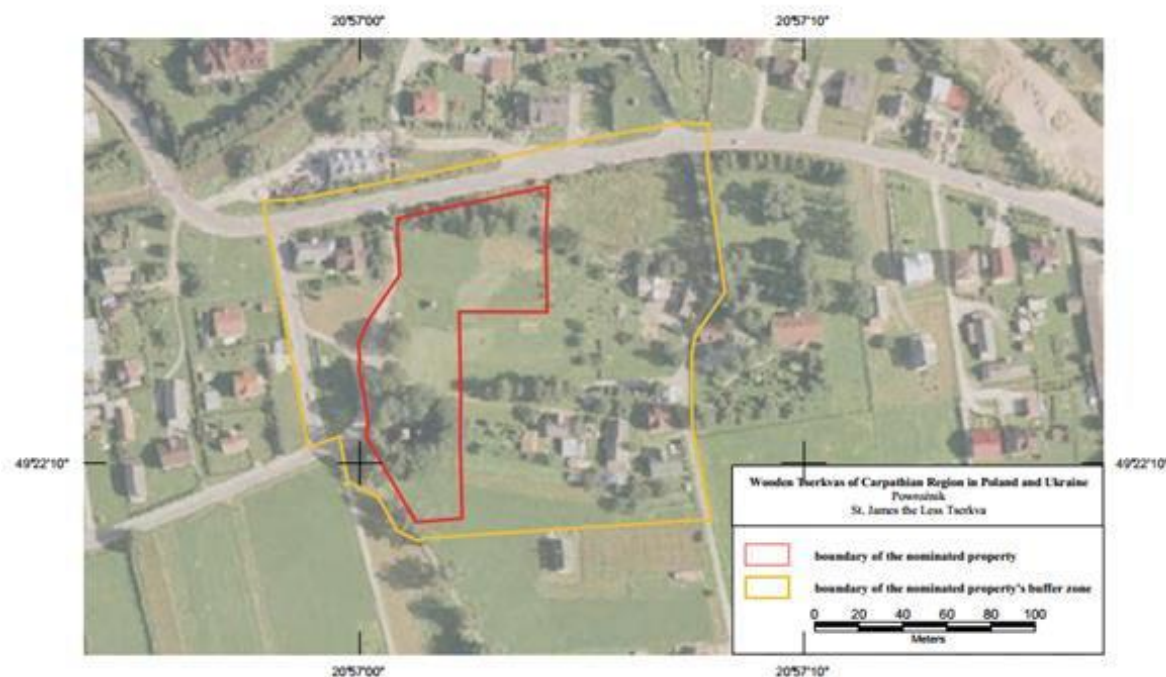 20°57'00" 20°57'10"
49°22'10" 49°22'10"
Wooden Tserkvas of Carpathian Region in Poland and Ukraine
Powroźnik
St. James the Less Tserkva
boundary of the nominated property
boundary of the nominated property's buffer zone
0 20 40 60 80 100
Meters
20°57'00" 20°57'10"